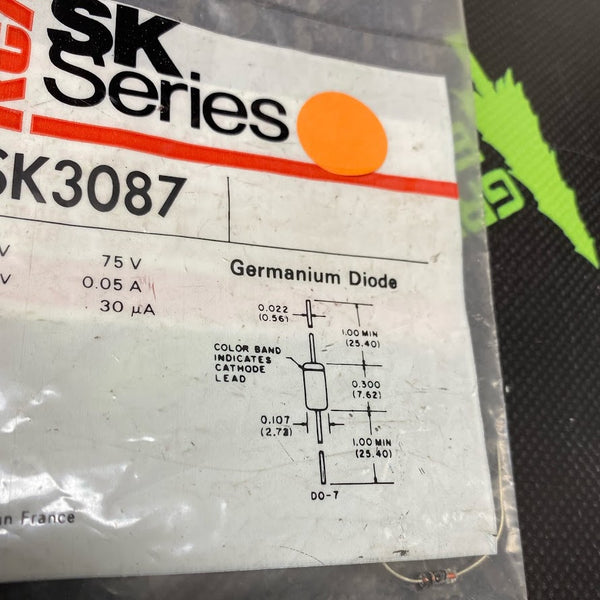 RCA
SK
Series
SK3087
V 75 V
V 0.05 A
30 µA
Germanium Diode
0.022
(0.56)
1.00 MIN
(25.40)
COLOR BAND
INDICATES
CATHODE
LEAD
0.300
(7.62)
0.107
(2.72)
1.00 MIN
(25.40)
DO-7
in France